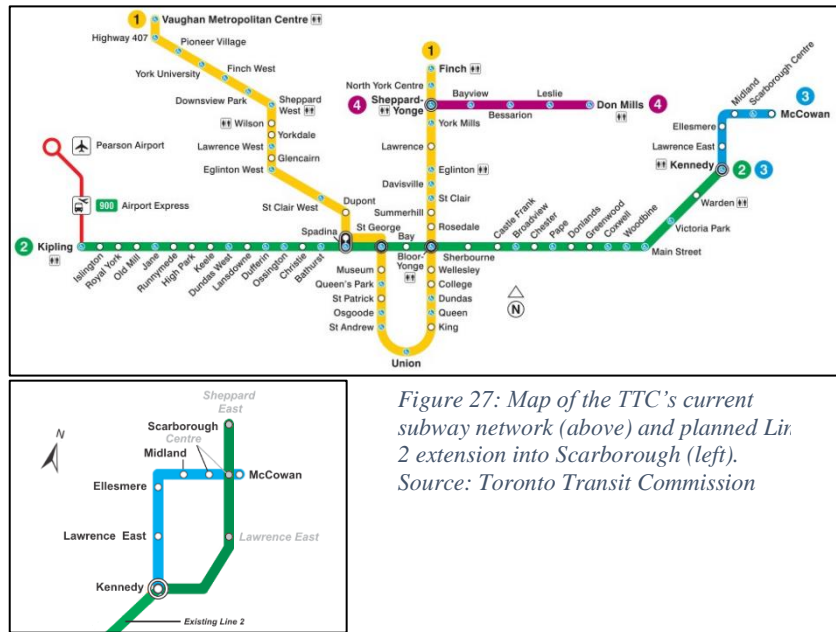 1
Vaughan Metropolitan Centre
Highway 407
Pioneer Village
York University
Finch West
Downsview Park
Sheppard
West
Wilson
Yorkdale
Lawrence West
Glencairn
Eglinton West
St Clair West
Dupont
Spadina
St George
Museum
Queen's Park
St Patrick
Osgoode
St Andrew
Union
King
Queen
Dundas
College
Wellesley
Bloor-
Yonge
Rosedale
Summerhill
St Clair
Davisville
Eglinton
Lawrence
York Mills
Sheppard-
Yonge
North York Centre
Finch
1
4
Bayview
Bessarion
Leslie
Don Mills
4
Pearson Airport
900
Airport Express
2
Kipling
Islington
Royal York
Old Mill
Jane
Runnymede
High Park
Keele
Dundas West
Lansdowne
Dufferin
Ossington
Christie
Bathurst
Bay
Sherbourne
Castle Frank
Broadview
Chester
Pape
Donlands
Greenwood
Coxwell
Woodbine
Main Street
Victoria Park
Warden
Kennedy
2
3
Lawrence East
Ellesmere
Midland
Scarborough Centre
McCowan
3
N
N
Sheppard
East
Scarborough
Centre
Midland
McCowan
Ellesmere
Lawrence East
Lawrence East
Kennedy
Existing Line 2
Figure 27: Map of the TTC's current
subway network (above) and planned Lin
2 extension into Scarborough (left).
Source: Toronto Transit Commission